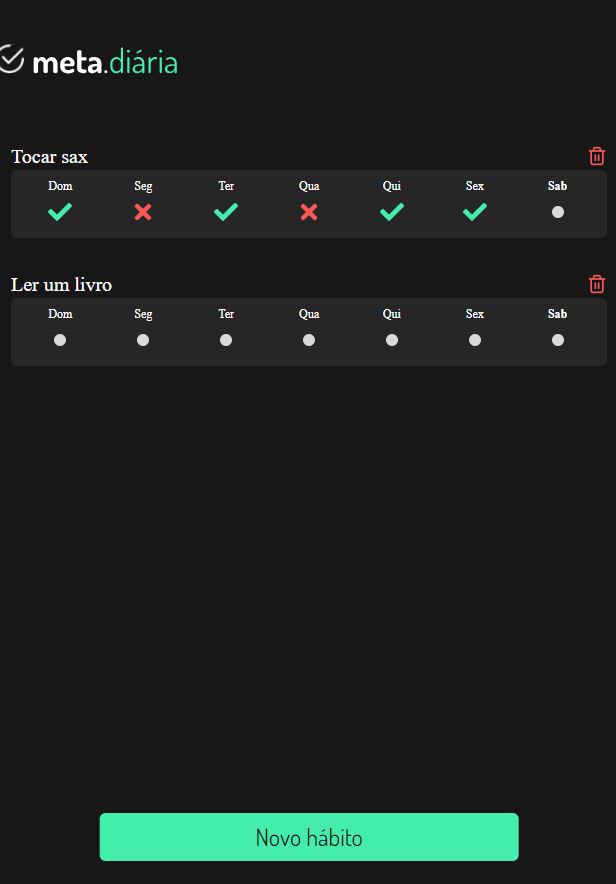 meta.diária
Tocar sax
Dom Seg Ter Qua Qui Sex Sab
Ler um livro
Dom Seg Ter Qua Qui Sex Sab
Novo hábito